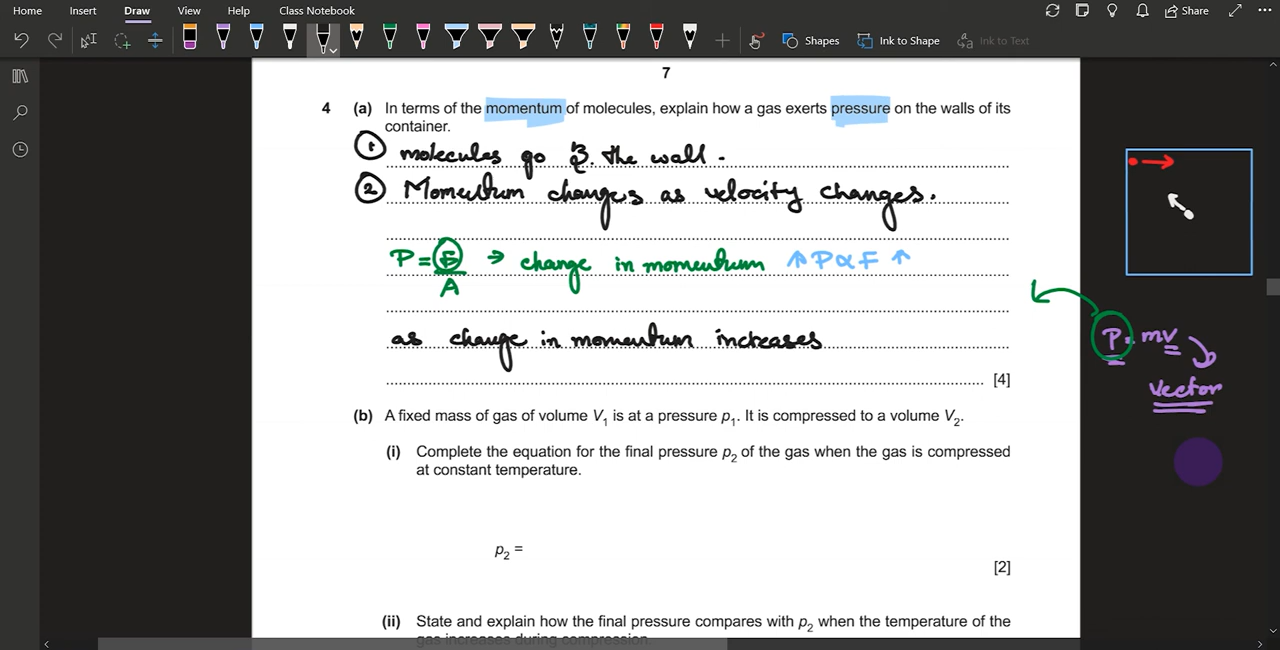 Home Insert Draw View Help Class Notebook
Share
Shapes Ink to Shape Ink to Text
7
4 (a) In terms of the momentum of molecules, explain how a gas exerts pressure on the walls of its
container.
① molecules go the wall.
② Momentum changes as velocity changes.
P = F/A → change in momentum ↑ P ∝ F ↑
as change in momentum increases
[4]
P = mv
vector
(b) A fixed mass of gas of volume V₁ is at a pressure p₁. It is compressed to a volume V₂.
(i) Complete the equation for the final pressure p₂ of the gas when the gas is compressed
at constant temperature.
p₂ =
[2]
(ii) State and explain how the final pressure compares with p₂ when the temperature of the
gas increases during compression.